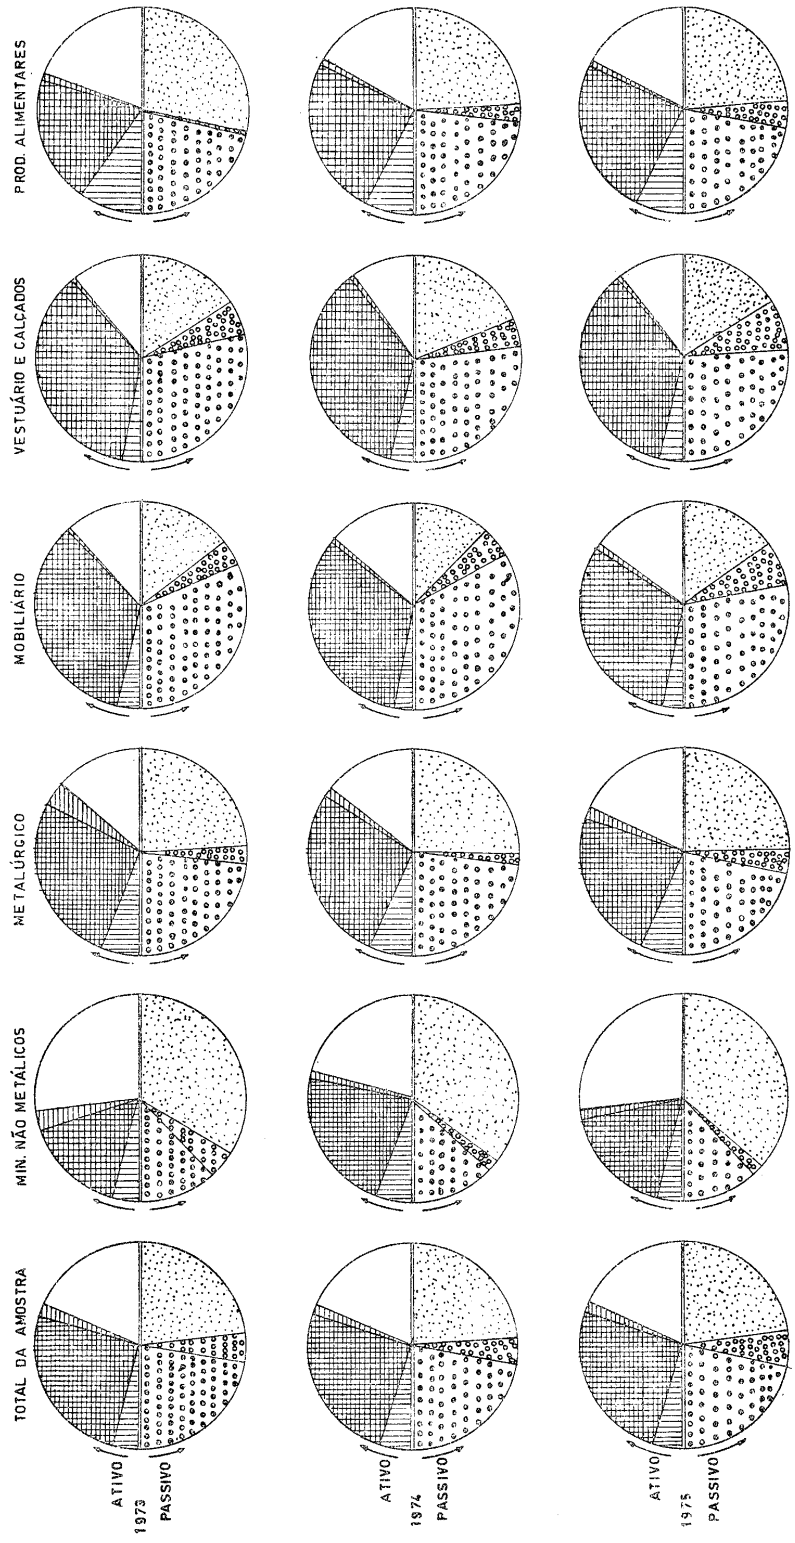 TOTAL DA AMOSTRA
MIN. NÃO METÁLICOS
METALÚRGICO
MOBILIÁRIO
VESTUÁRIO E CALÇADOS
PROD. ALIMENTARES
ATIVO
1973
PASSIVO
ATIVO
1974
PASSIVO
ATIVO
1975
PASSIVO